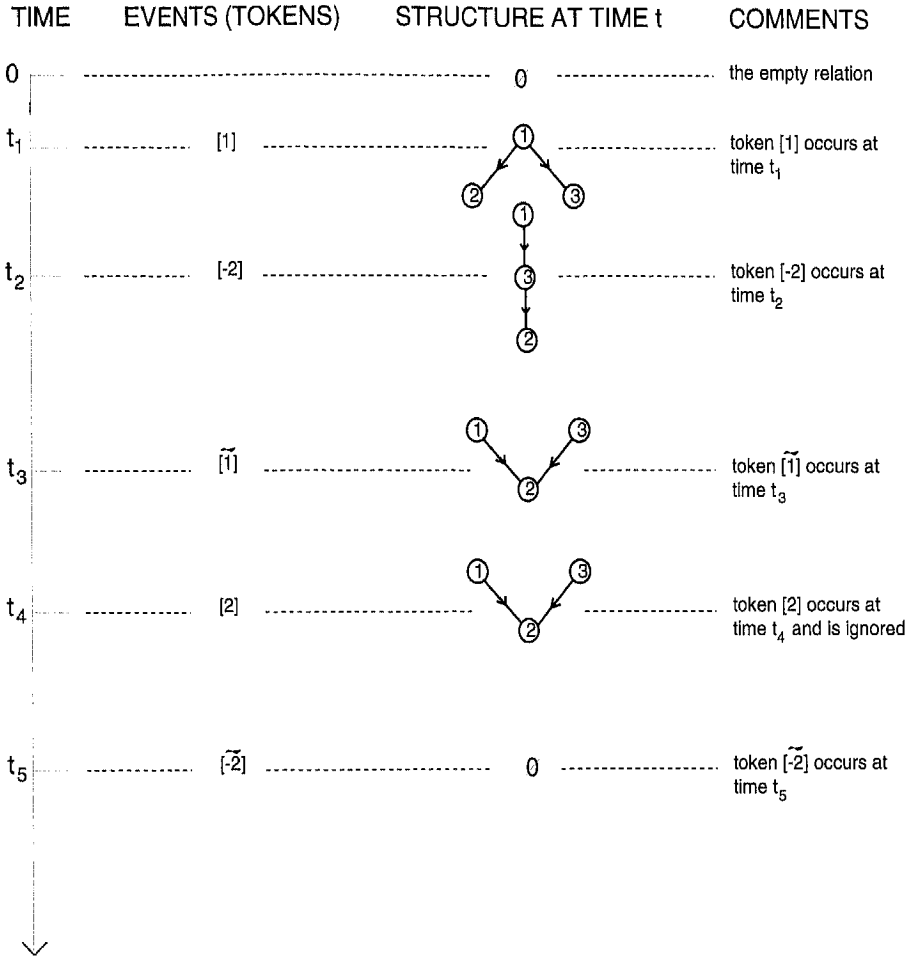 TIME EVENTS (TOKENS) STRUCTURE AT TIME t COMMENTS
0 0 the empty relation
t1 [1] 1 token [1] occurs at
time t1
2 3
1
t2 [-2] 3 token [-2] occurs at
time t2
2
1 3
t3 [1̃] token [1̃] occurs at
2 time t3
1 3
t4 [2] token [2] occurs at
2 time t4 and is ignored
t5 [-2̃] 0 token [-2̃] occurs at
time t5